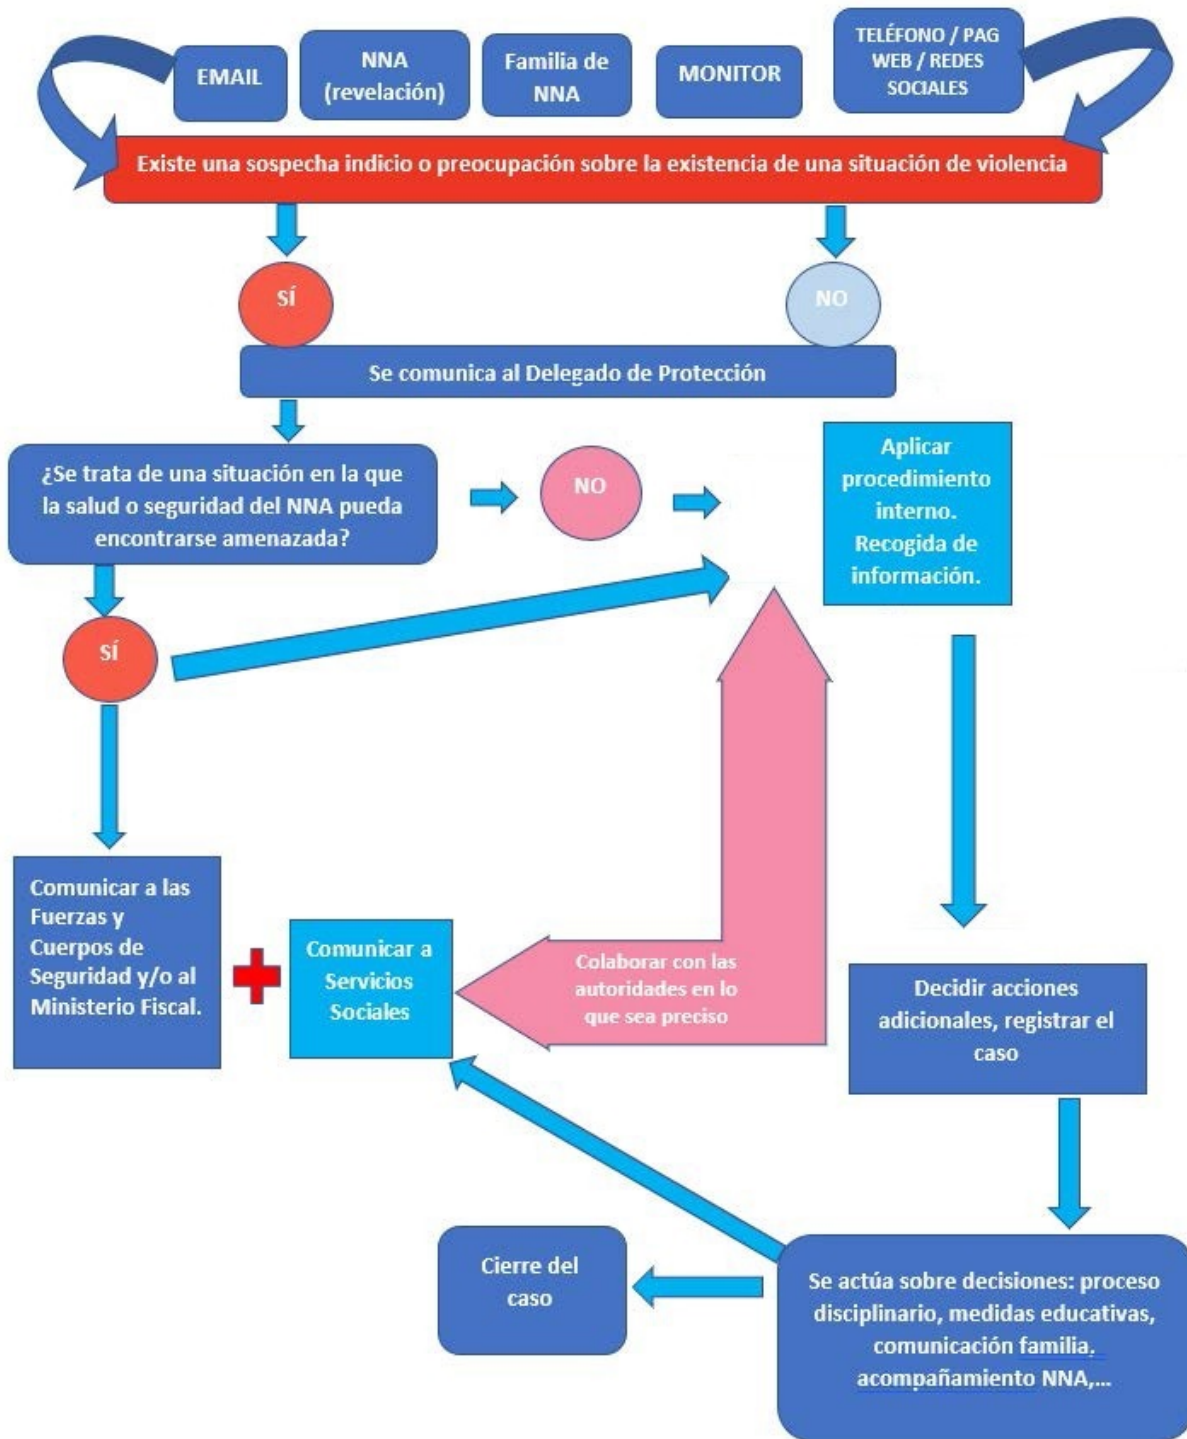 EMAIL
NNA
(revelación)
Familia de
NNA
MONITOR
TELÉFONO / PAG
WEB / REDES
SOCIALES
Existe una sospecha indicio o preocupación sobre la existencia de una situación de violencia
SÍ
NO
Se comunica al Delegado de Protección
¿Se trata de una situación en la que
la salud o seguridad del NNA pueda
encontrarse amenazada?
NO
Aplicar
procedimiento
interno.
Recogida de
información.
SÍ
Comunicar a las
Fuerzas y
Cuerpos de
Seguridad y/o al
Ministerio Fiscal.
Comunicar a
Servicios
Sociales
Colaborar con las
autoridades en lo
que sea preciso
Decidir acciones
adicionales, registrar el
caso
Cierre del
caso
Se actúa sobre decisiones: proceso
disciplinario, medidas educativas,
comunicación familia.
acompañamiento NNA,...